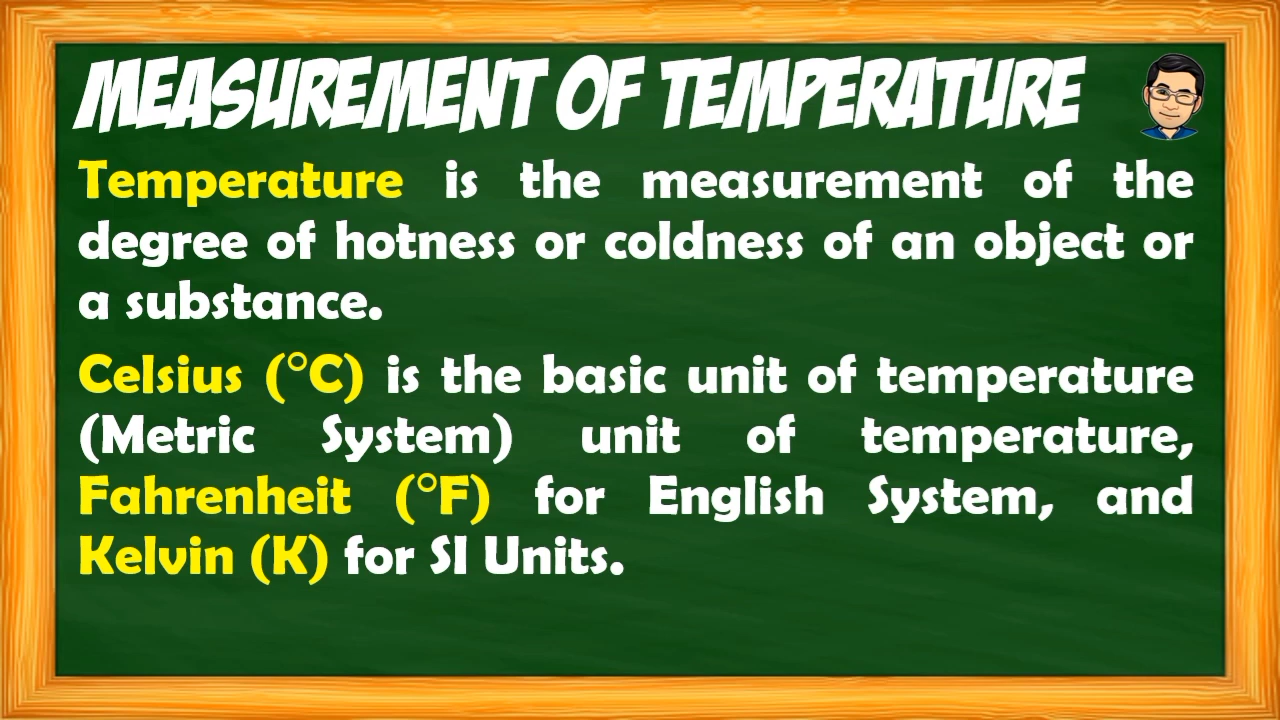 MEASUREMENT OF TEMPERATURE
Temperature is the measurement of the
degree of hotness or coldness of an object or
a substance.
Celsius (°C) is the basic unit of temperature
(Metric System) unit of temperature,
Fahrenheit (°F) for English System, and
Kelvin (K) for SI Units.